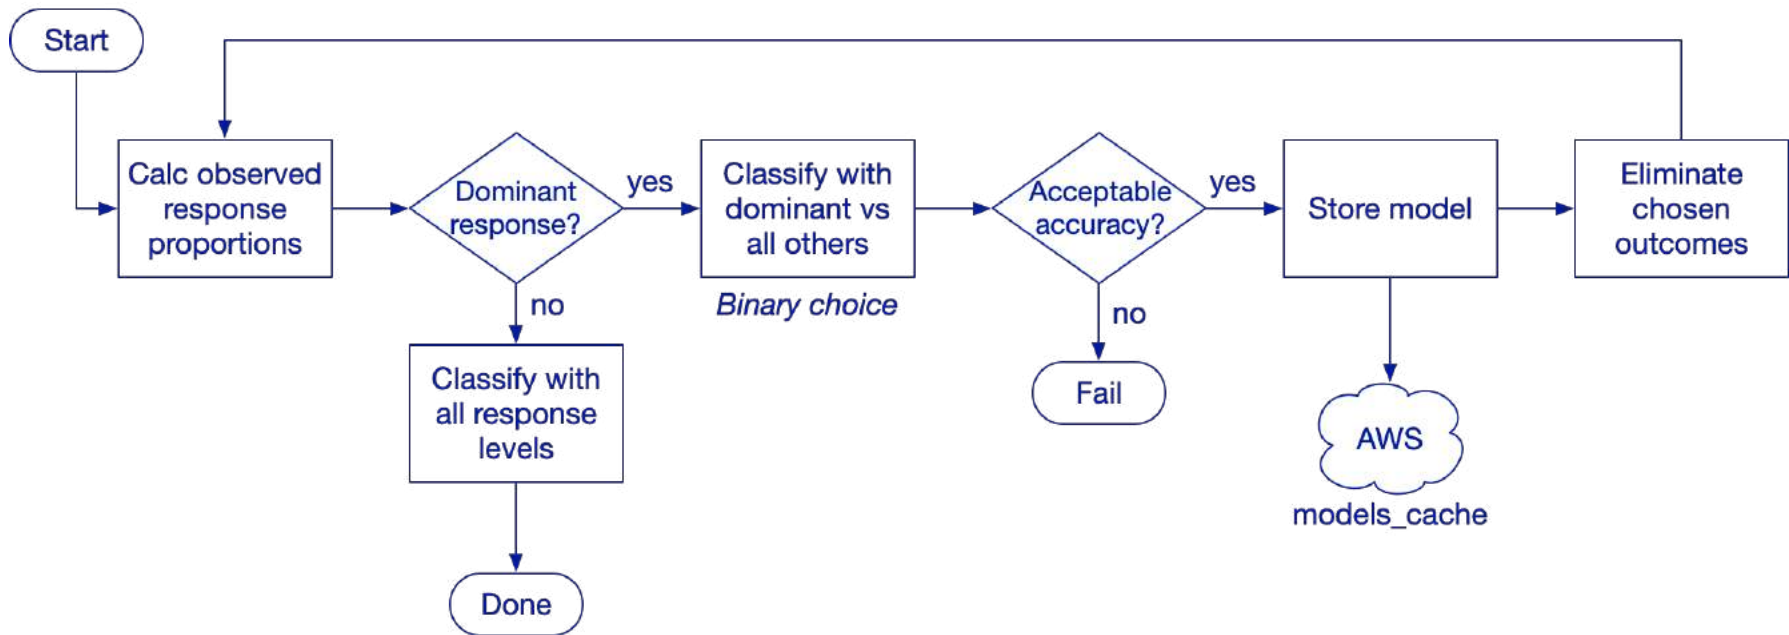 Start
Calc observed
response
proportions
Dominant
response?
yes
Classify with
dominant vs
all others
Binary choice
Acceptable
accuracy?
yes
Store model
Eliminate
chosen
outcomes
no
Classify with
all response
levels
Done
no
Fail
AWS
models_cache